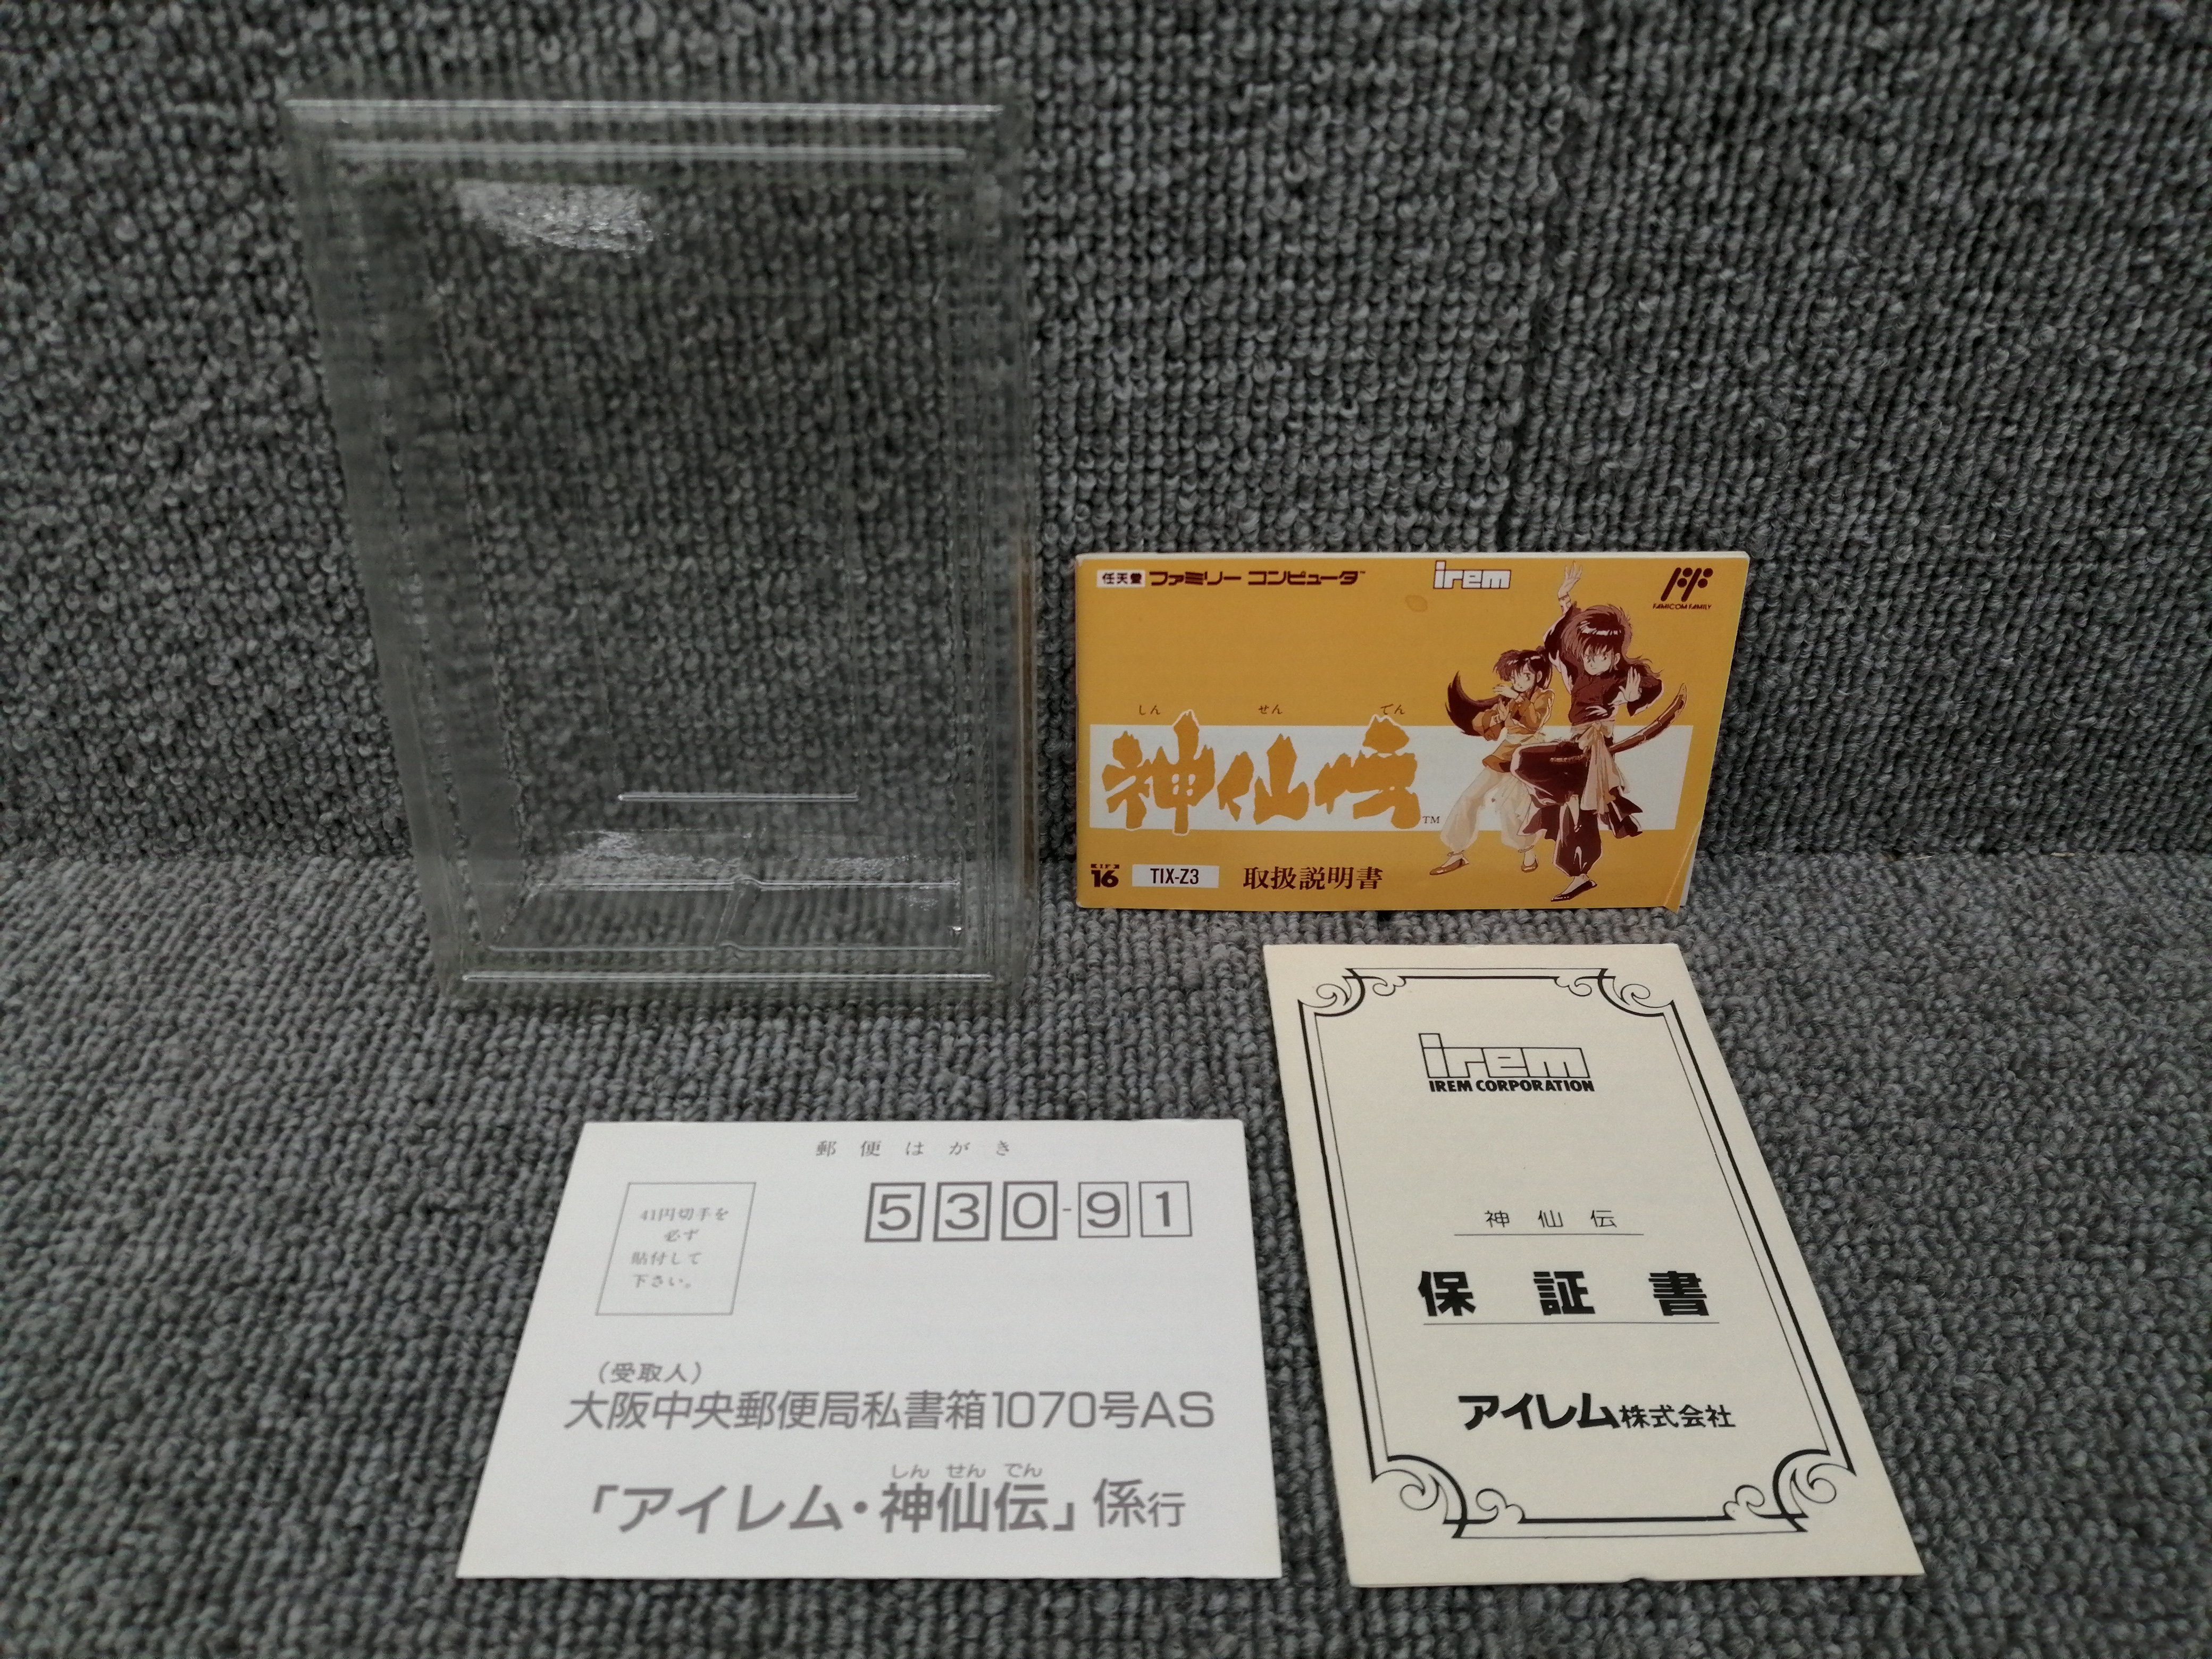 任天堂 ファミリー コンピュータ™
irem
FF
FAMICOM FAMILY
しん せん でん
神仙伝
TM
16
TIX-Z3
取扱説明書
郵便はがき
530-91
41円切手を
必ず
貼付して
下さい。
(受取人)
大阪中央郵便局私書箱1070号AS
しん せん でん
「アイレム・神仙伝」係行
irem
IREM CORPORATION
神仙伝
保証書
アイレム株式会社